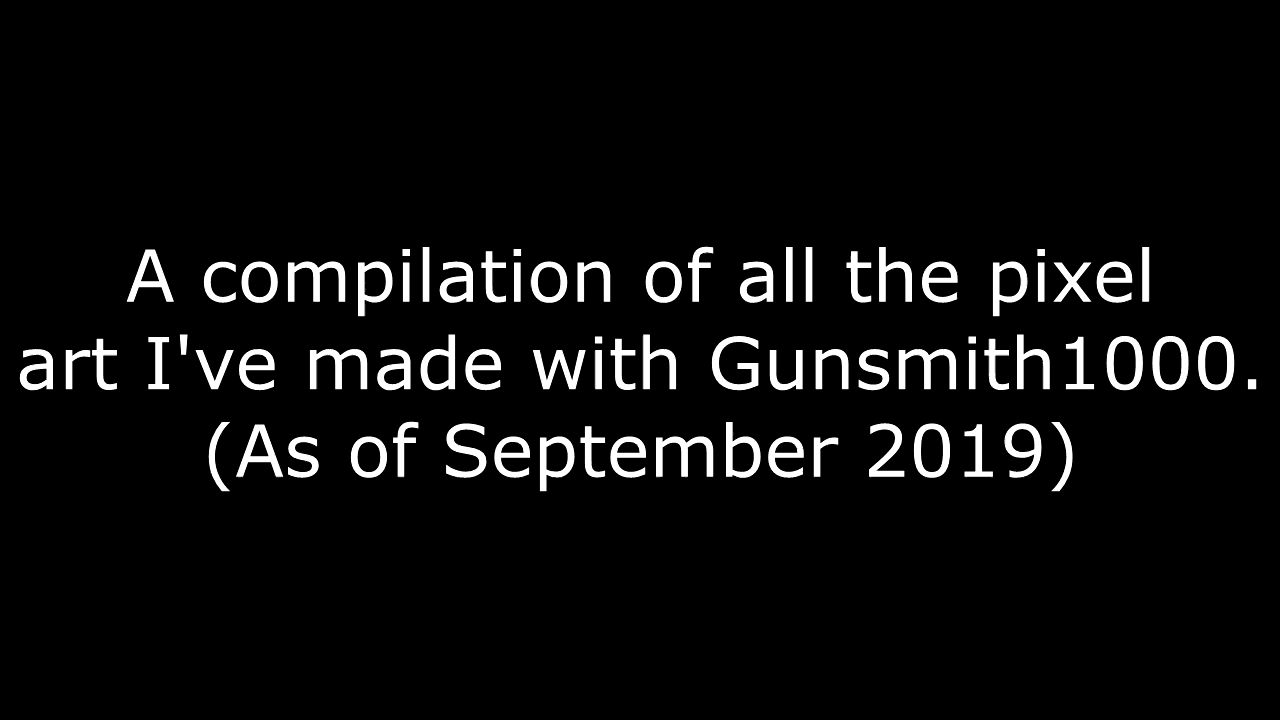 A compilation of all the pixel
art I've made with Gunsmith1000.
(As of September 2019)